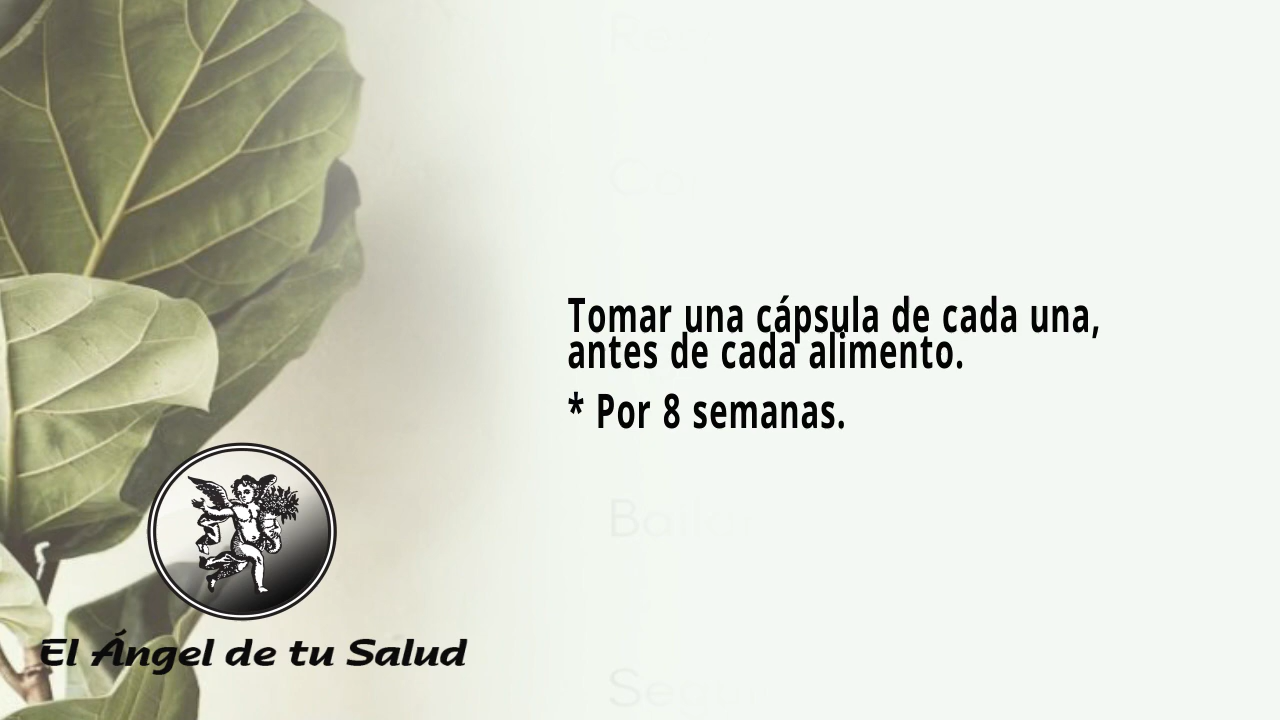 Tomar una cápsula de cada una,
antes de cada alimento.
* Por 8 semanas.
El Ángel de tu Salud